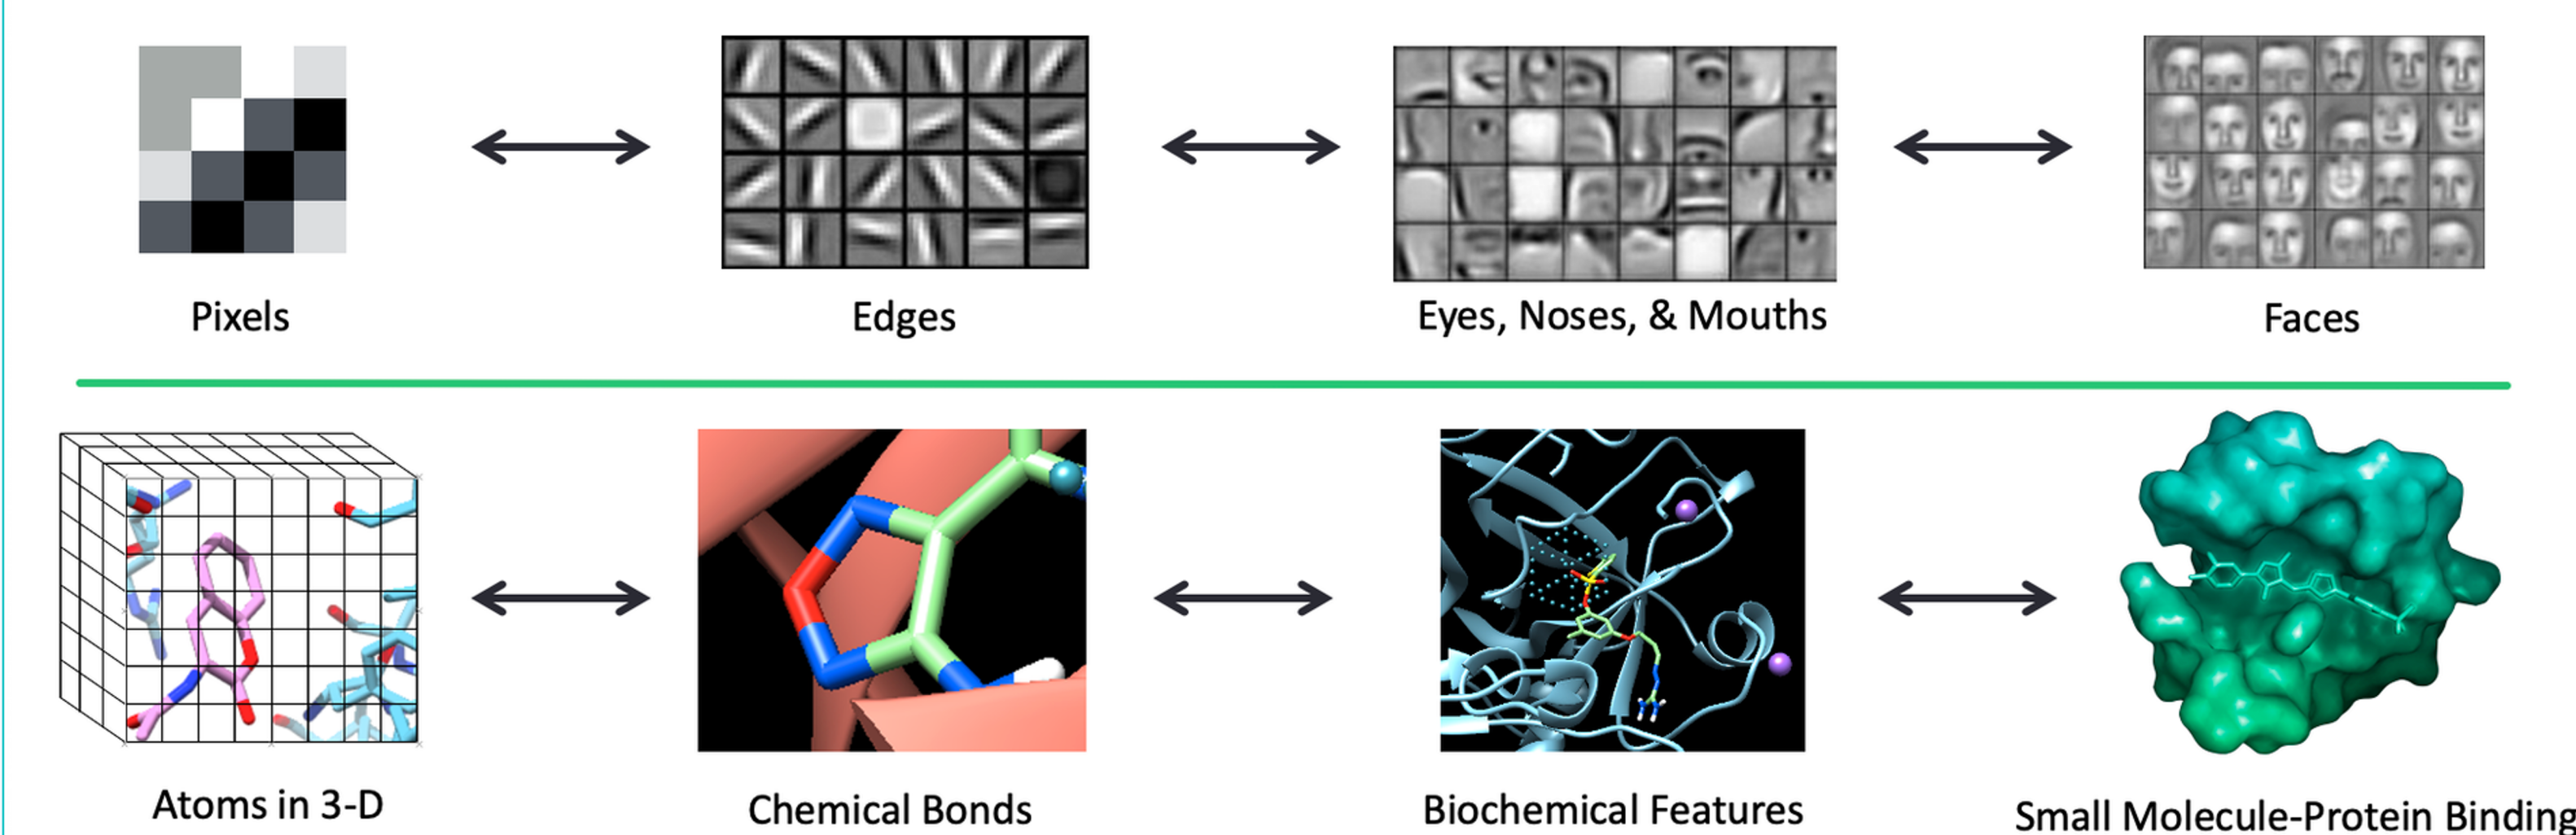 Pixels
Edges
Eyes, Noses, & Mouths
Faces
Atoms in 3-D
Chemical Bonds
Biochemical Features
Small Molecule-Protein Binding